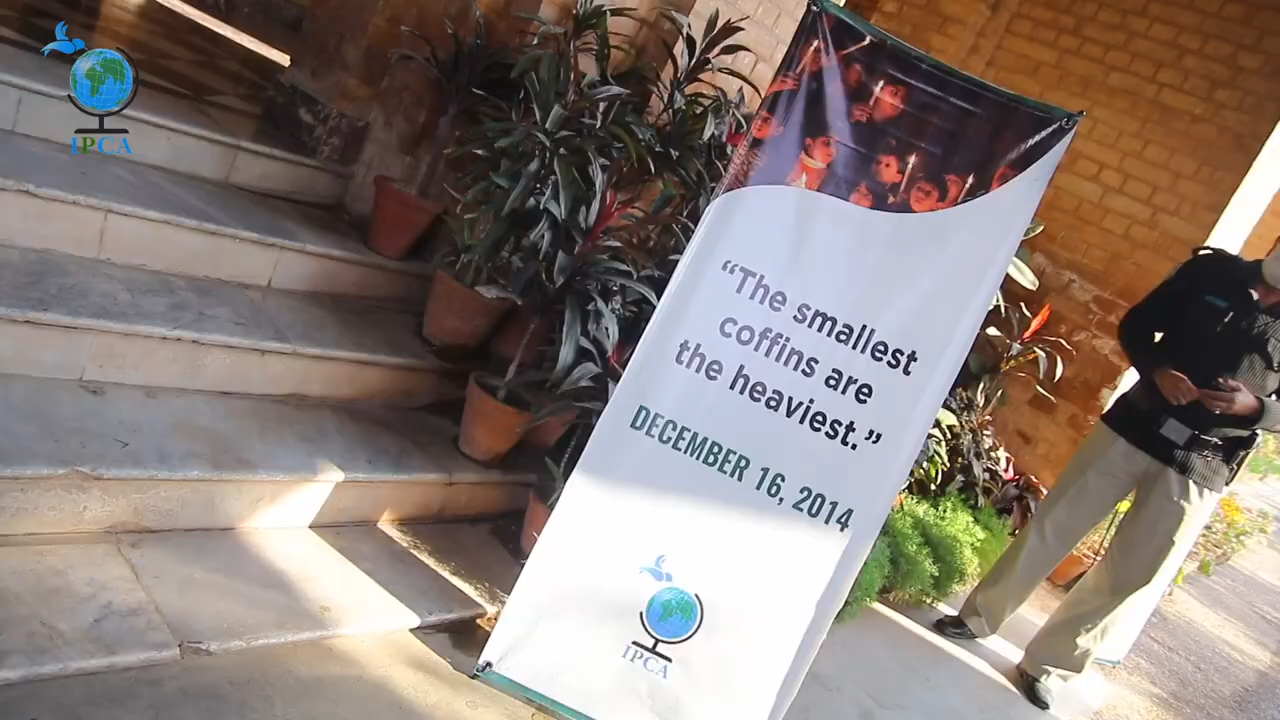 IPCA
“The smallest
coffins are
the heaviest.”
DECEMBER 16, 2014
IPCA